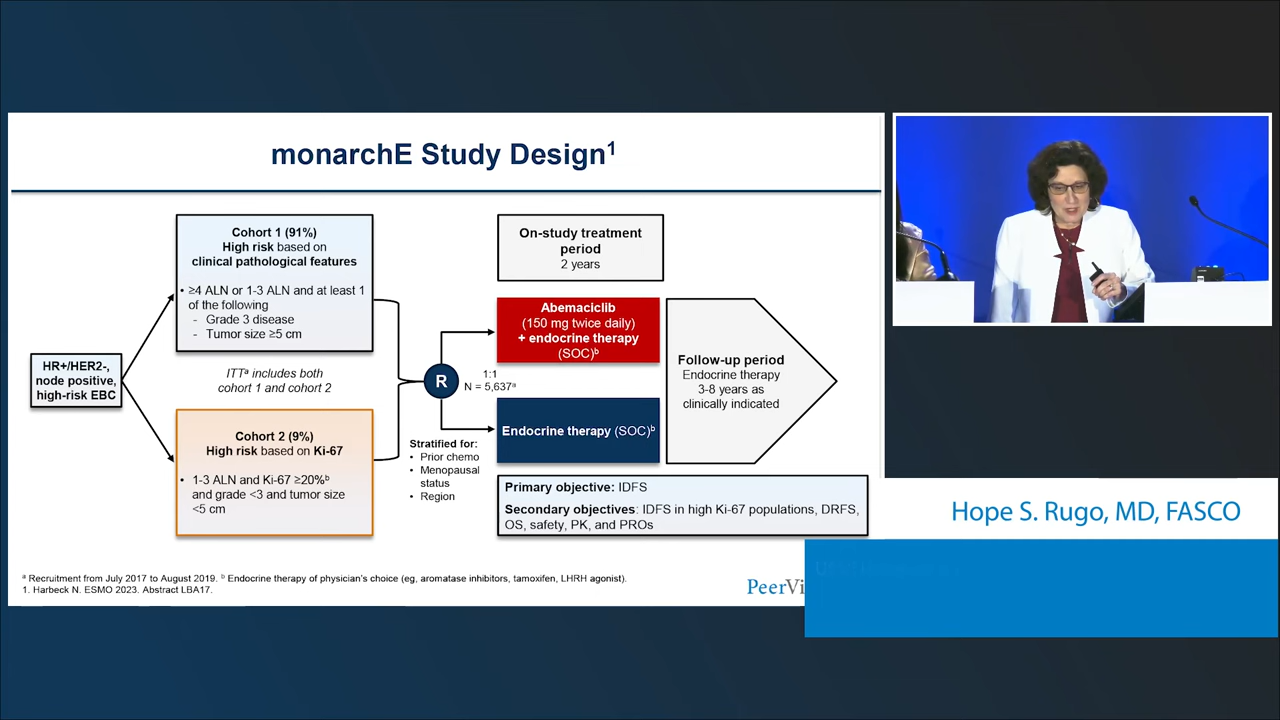 monarchE Study Design1
Cohort 1 (91%)
High risk based on
clinical pathological features
• ≥4 ALN or 1-3 ALN and at least 1
of the following
- Grade 3 disease
- Tumor size ≥5 cm
HR+/HER2-,
node positive,
high-risk EBC
ITTa includes both
cohort 1 and cohort 2
Cohort 2 (9%)
High risk based on Ki-67
• 1-3 ALN and Ki-67 ≥20%b
and grade <3 and tumor size
<5 cm
R
1:1
N = 5,637a
Stratified for:
• Prior chemo
• Menopausal
status
• Region
On-study treatment
period
2 years
Abemaciclib
(150 mg twice daily)
+ endocrine therapy
(SOC)b
Endocrine therapy (SOC)b
Follow-up period
Endocrine therapy
3-8 years as
clinically indicated
Primary objective: IDFS
Secondary objectives: IDFS in high Ki-67 populations, DRFS,
OS, safety, PK, and PROs
a Recruitment from July 2017 to August 2019. b Endocrine therapy of physician's choice (eg, aromatase inhibitors, tamoxifen, LHRH agonist).
1. Harbeck N. ESMO 2023. Abstract LBA17.
PeerVi
Hope S. Rugo, MD, FASCO